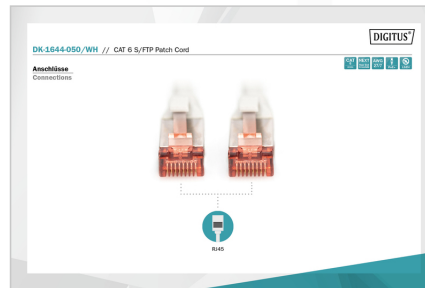 DIGITUS®
DK-1644-050/WH // CAT 6 S/FTP Patch Cord
Anschlüsse
Connections
RJ45